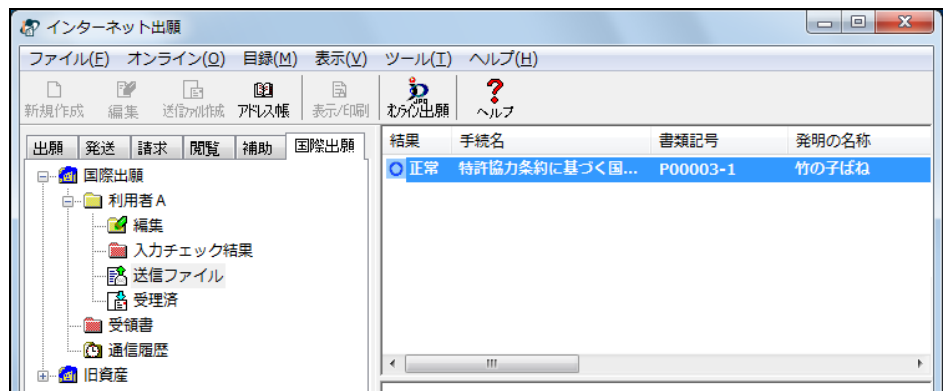 インターネット出願
ファイル(F) オンライン(O) 目録(M) 表示(V) ツール(T) ヘルプ(H)
新規作成 編集 送信ファイル作成 アドレス帳 表示/印刷 オンライン出願 ヘルプ
出願 発送 請求 閲覧 補助 国際出願
結果 手続名 書類記号 発明の名称
正常 特許協力条約に基づく国... P00003-1 竹の子ばね
国際出願
利用者A
編集
入力チェック結果
送信ファイル
受理済
受領書
通信履歴
旧資産